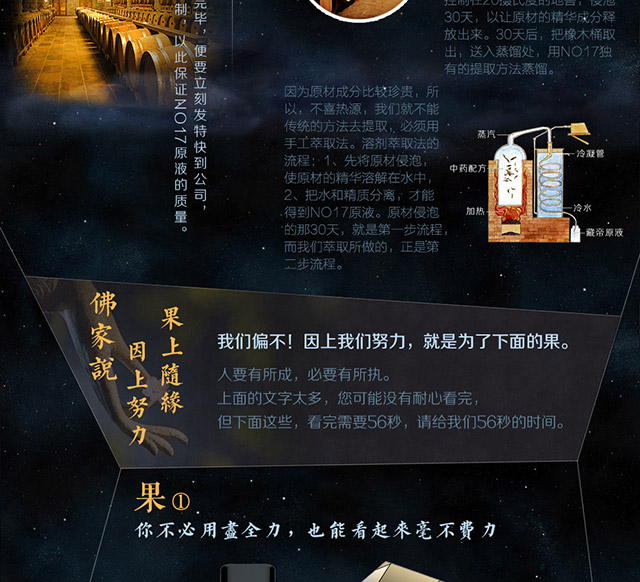 控制在20摄氏度的地窖，浸泡
30天，以让原材的精华成分释
放出来。30天后，把橡木桶取
出，送入蒸馏处，用NO17独
有的提取方法蒸馏。
完毕，便要立刻发特快到公司，
制，以此保证NO17原液的质量。
因为原材成分比较珍贵，所
以，不喜热源，我们就不能
传统的方法去提取，必须用
手工萃取法。溶剂萃取法的
流程：1、先将原材浸泡，
使原材的精华溶解在水中，
2、把水和精质分离，才能
得到NO17原液。原材浸泡
的那30天，就是第一步流程，
而我们萃取所做的，正是第
二步流程。
蒸汽
冷凝管
中药配方
加热
冷水
藏帝原液
佛家說
因上努力
果上隨緣
我们偏不！因上我们努力，就是为了下面的果。
人要有所成，必要有所执。
上面的文字太多，您可能没有耐心看完，
但下面这些，看完需要56秒，请给我们56秒的时间。
果①
你不必用盡全力，也能看起來毫不費力